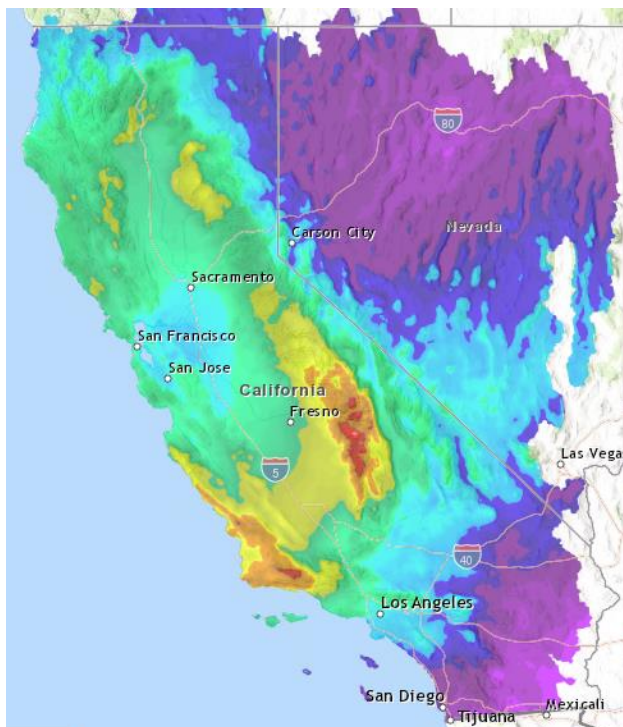 80
Nevada
Carson City
Sacramento
San Francisco
San Jose
California
Fresno
5
Las Vega
40
Los Angeles
San Diego
Tijuana
Mexicali